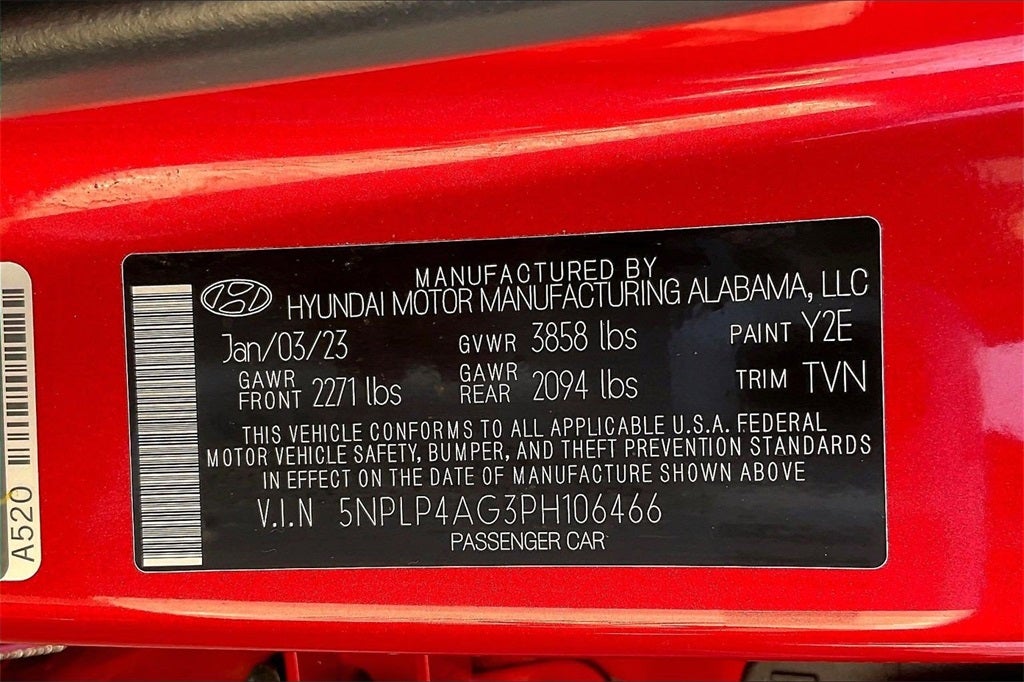 MANUFACTURED BY
HYUNDAI MOTOR MANUFACTURING ALABAMA, LLC
Jan/03/23 GVWR 3858 lbs PAINT Y2E
GAWR FRONT 2271 lbs GAWR REAR 2094 lbs TRIM TVN
THIS VEHICLE CONFORMS TO ALL APPLICABLE U.S.A. FEDERAL
MOTOR VEHICLE SAFETY, BUMPER, AND THEFT PREVENTION STANDARDS
IN EFFECT ON THE DATE OF MANUFACTURE SHOWN ABOVE
V.I.N 5NPLP4AG3PH106466
PASSENGER CAR
A520